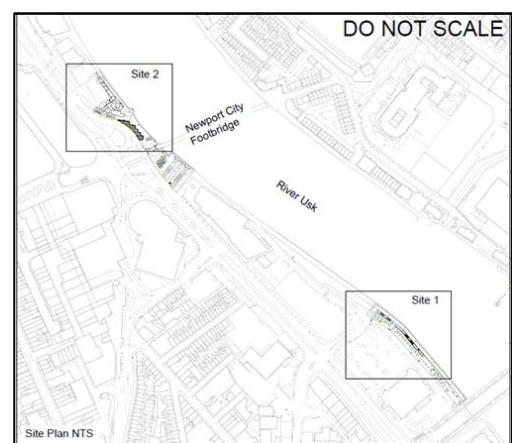 DO NOT SCALE
Site 2
Newport City
Footbridge
River Usk
Site 1
Site Plan NTS